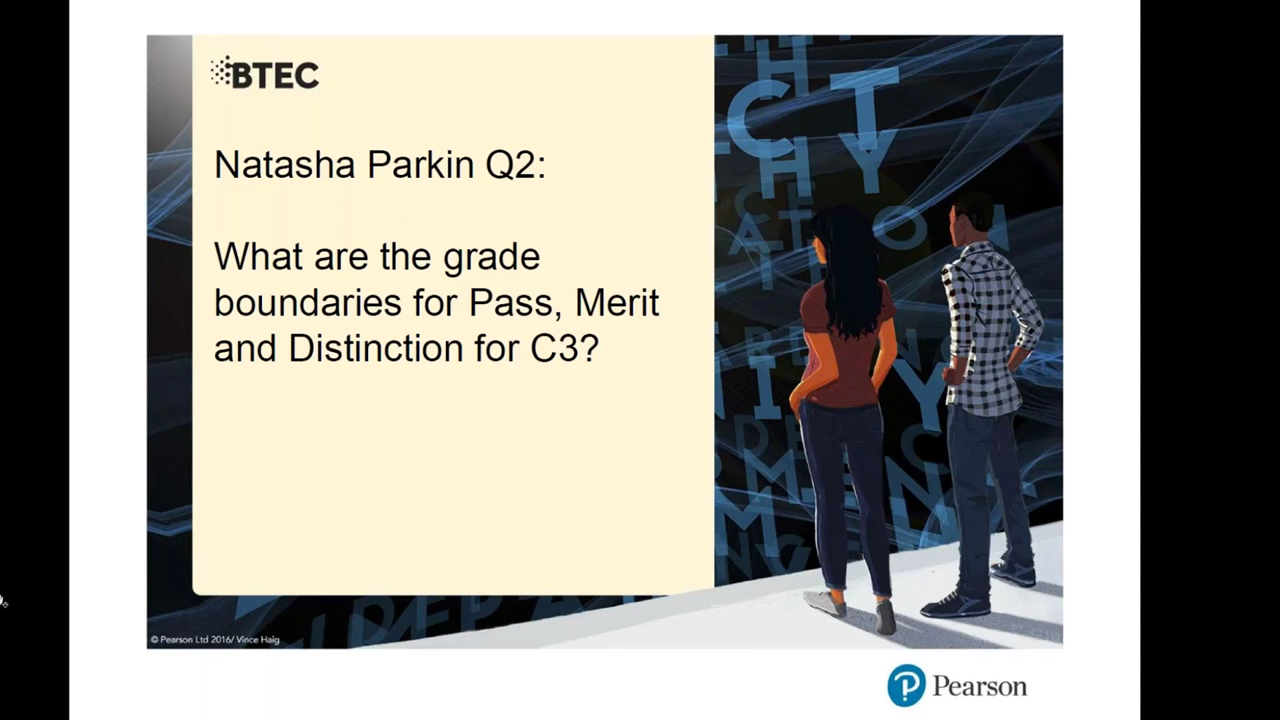 BTEC
Natasha Parkin Q2:
What are the grade
boundaries for Pass, Merit
and Distinction for C3?
© Pearson Ltd 2016/ Vince Haig
Pearson